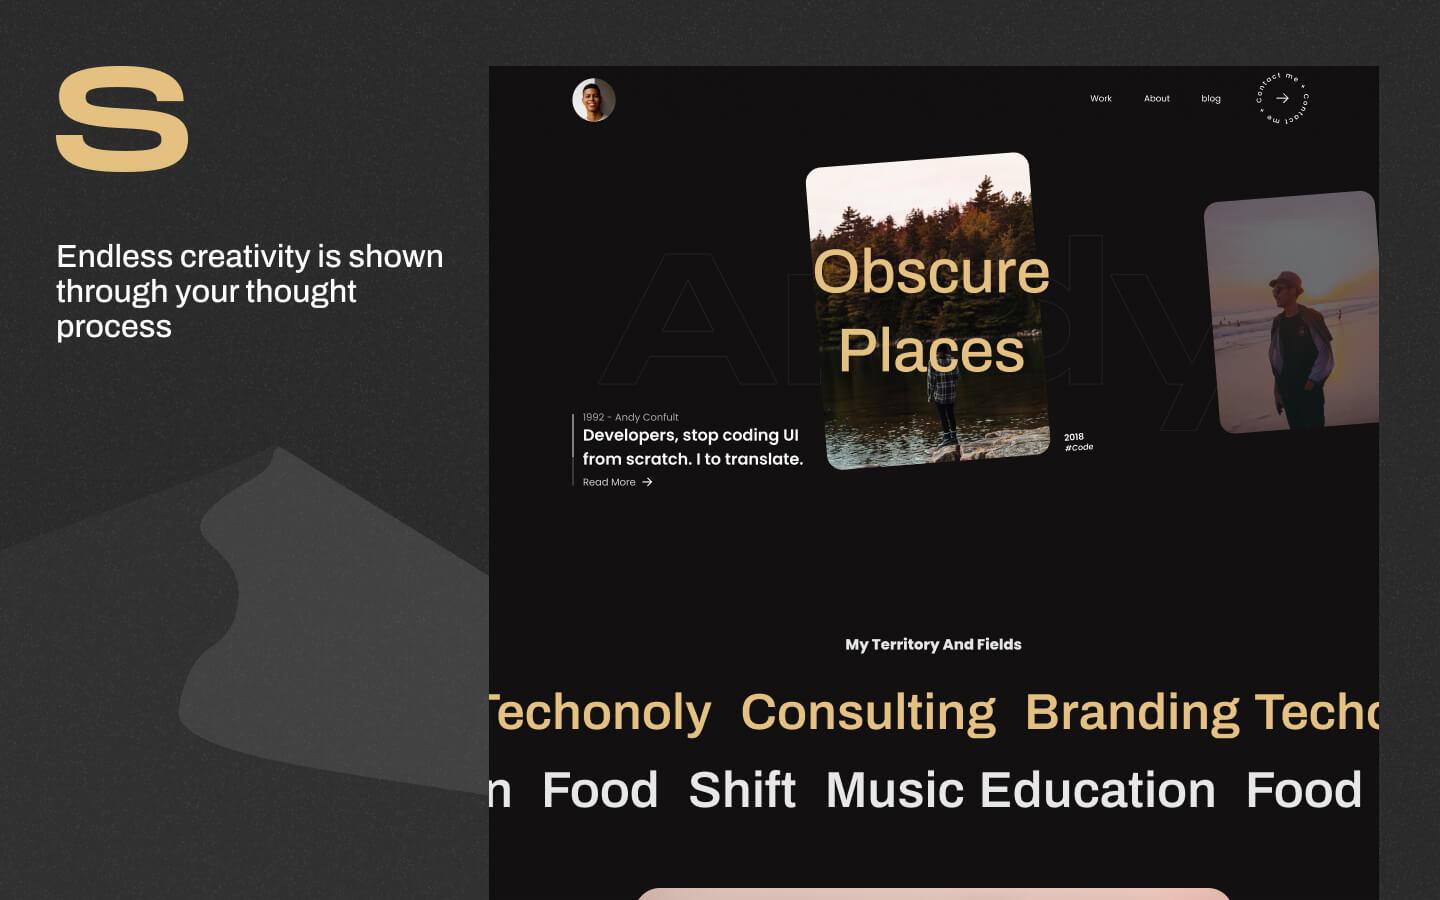 S
Endless creativity is shown
through your thought
process
Work About blog
Contact me • Contact me •
Andy
Obscure
Places
1992 - Andy Confult
Developers, stop coding UI
from scratch. I to translate.
Read More
2018
#Code
My Territory And Fields
Techonoly Consulting Branding Techo
n Food Shift Music Education Food